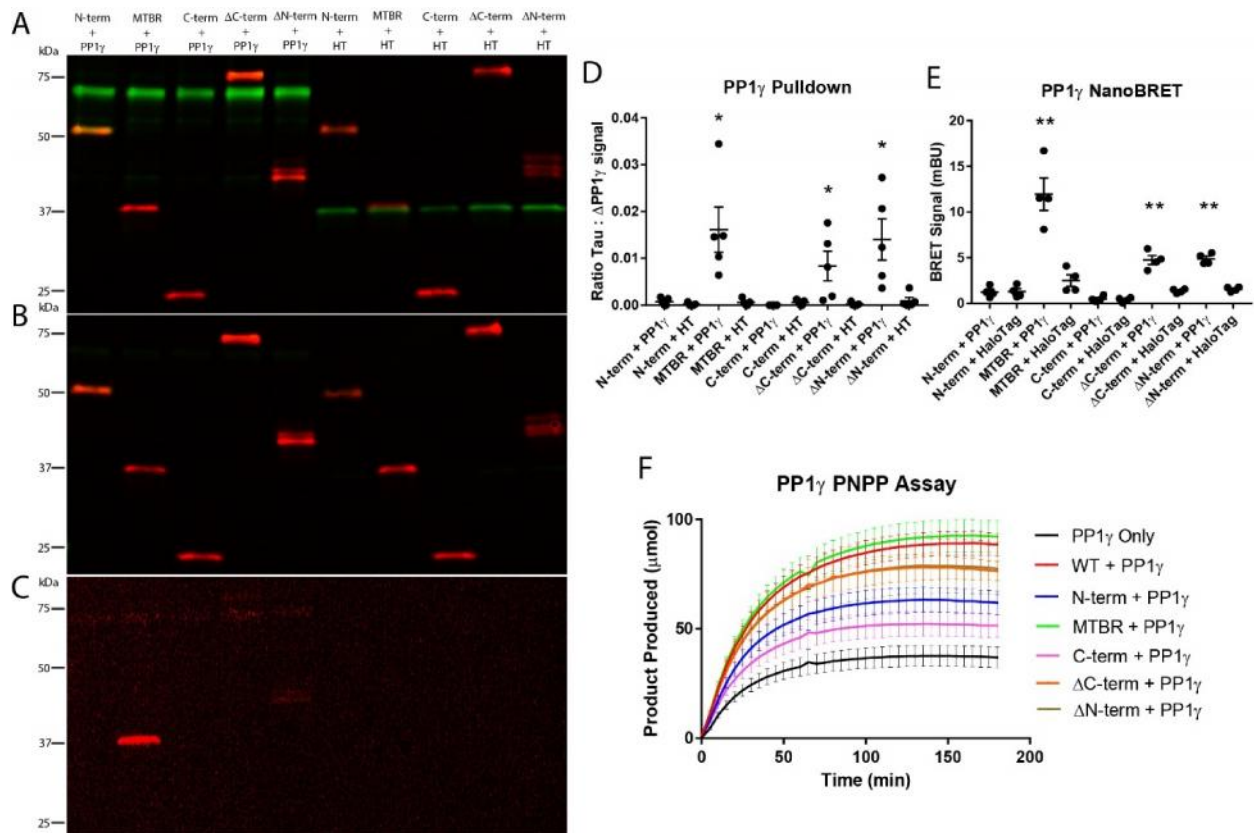 A
N-term MTBR C-term ΔC-term ΔN-term N-term MTBR C-term ΔC-term ΔN-term
+ + + + + + + + + +
PP1γ PP1γ PP1γ PP1γ PP1γ HT HT HT HT HT
kDa
75
50
37
25
B
kDa
75
50
37
25
C
kDa
75
50
37
25
D
PP1γ Pulldown
Ratio Tau : ΔPP1γ signal
0.04
0.03
0.02
0.01
0.00
* * *
N-term + PP1γ
N-term + HT
MTBR + PP1γ
MTBR + HT
C-term + PP1γ
C-term + HT
ΔC-term + PP1γ
ΔC-term + HT
ΔN-term + PP1γ
ΔN-term + HT
E
PP1γ NanoBRET
BRET Signal (mBU)
20
15
10
5
0
** ** **
N-term + PP1γ
N-term + HaloTag
MTBR + PP1γ
MTBR + HaloTag
C-term + PP1γ
C-term + HaloTag
ΔC-term + PP1γ
ΔC-term + HaloTag
ΔN-term + PP1γ
ΔN-term + HaloTag
F
PP1γ PNPP Assay
Product Produced (μmol)
100
50
0
0 50 100 150 200
Time (min)
PP1γ Only
WT + PP1γ
N-term + PP1γ
MTBR + PP1γ
C-term + PP1γ
ΔC-term + PP1γ
ΔN-term + PP1γ